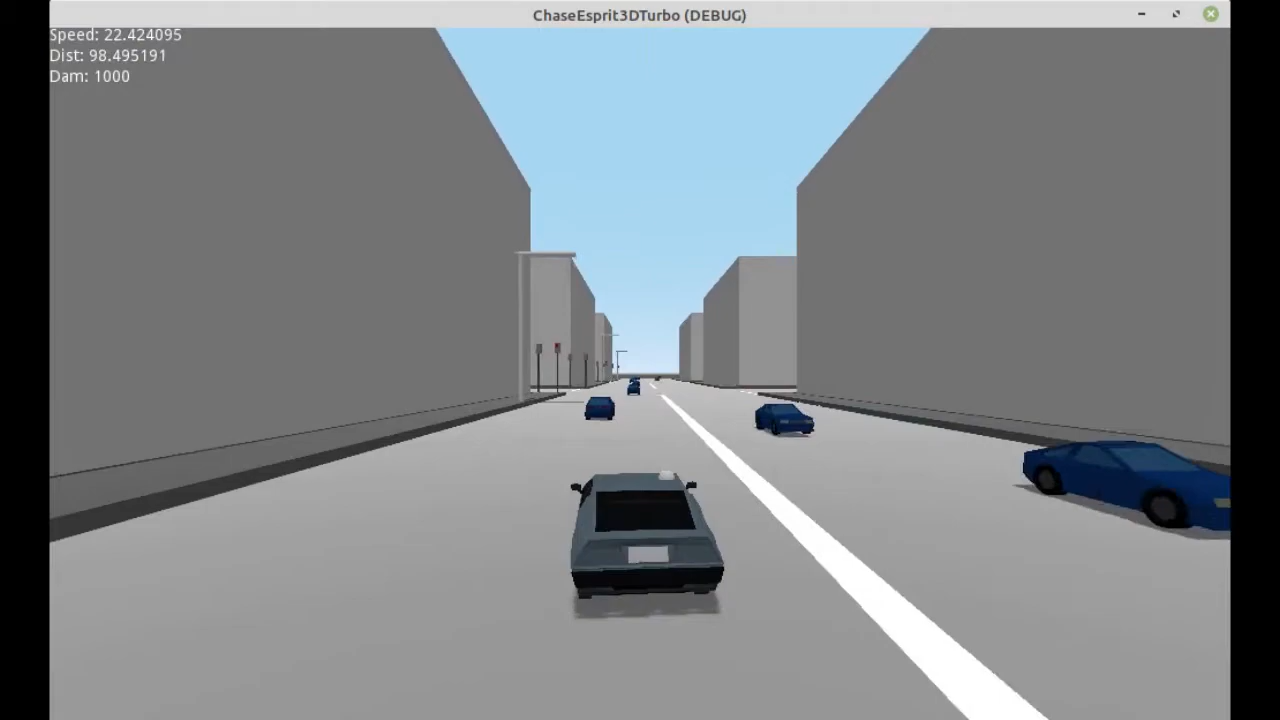 ChaseEsprit3DTurbo (DEBUG)
Speed: 22.424095
Dist: 98.495191
Dam: 1000